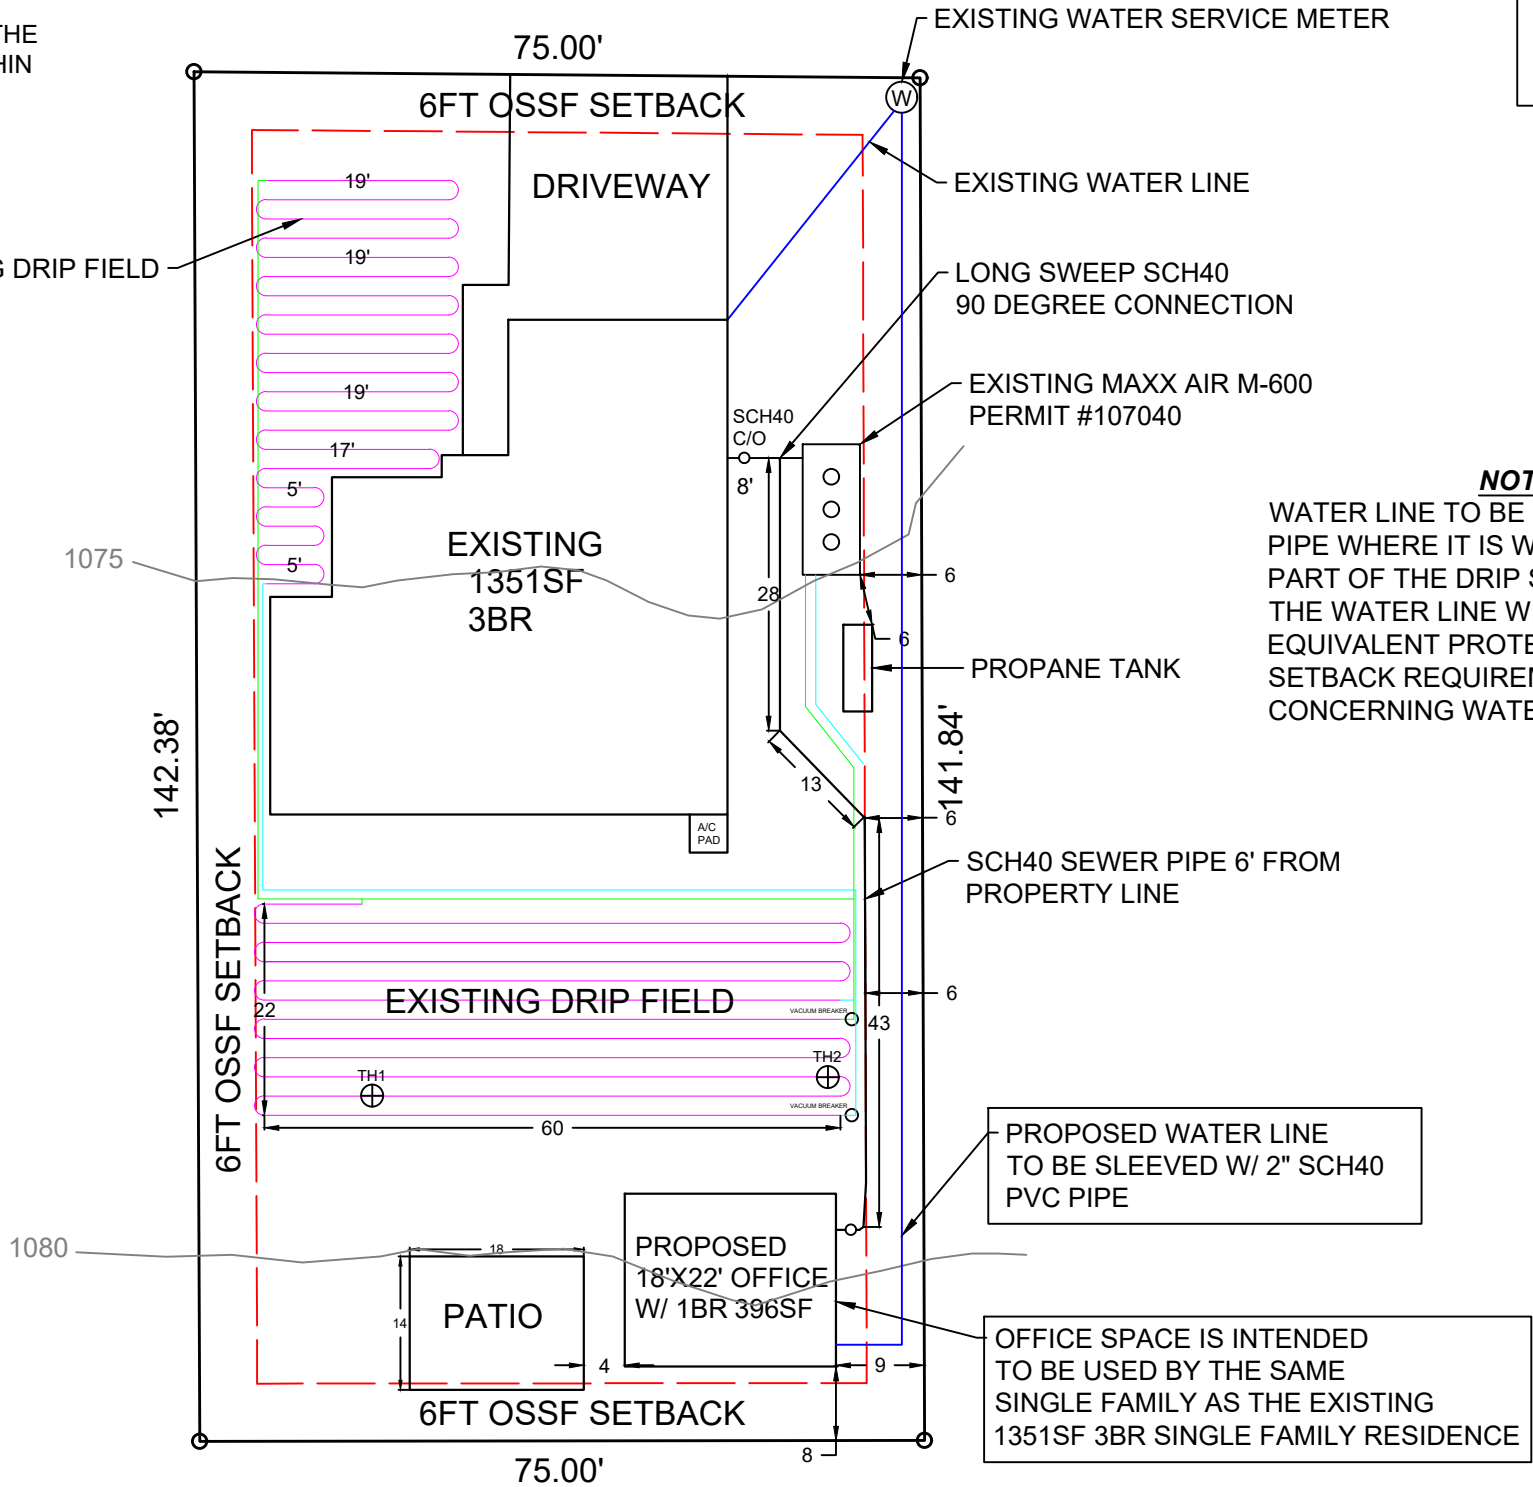 THE
HIN
75.00'
EXISTING WATER SERVICE METER
W
6FT OSSF SETBACK
DRIVEWAY
EXISTING WATER LINE
19'
G DRIP FIELD
19'
LONG SWEEP SCH40
90 DEGREE CONNECTION
19'
EXISTING MAXX AIR M-600
PERMIT #107040
SCH40
C/O
8'
17'
5'
5'
NOT
WATER LINE TO BE
PIPE WHERE IT IS W
PART OF THE DRIP S
THE WATER LINE W
EQUIVALENT PROTE
SETBACK REQUIREM
CONCERNING WATE
1075
EXISTING
1351SF
3BR
28
6
6
PROPANE TANK
142.38'
141.84'
13
6
A/C
PAD
SCH40 SEWER PIPE 6' FROM
PROPERTY LINE
6FT OSSF SETBACK
22
EXISTING DRIP FIELD
6
VACUUM BREAKER
43
TH1
TH2
VACUUM BREAKER
60
PROPOSED WATER LINE
TO BE SLEEVED W/ 2" SCH40
PVC PIPE
1080
18
14
PATIO
PROPOSED
18'X22' OFFICE
W/ 1BR 396SF
4
9
8
OFFICE SPACE IS INTENDED
TO BE USED BY THE SAME
SINGLE FAMILY AS THE EXISTING
1351SF 3BR SINGLE FAMILY RESIDENCE
6FT OSSF SETBACK
75.00'